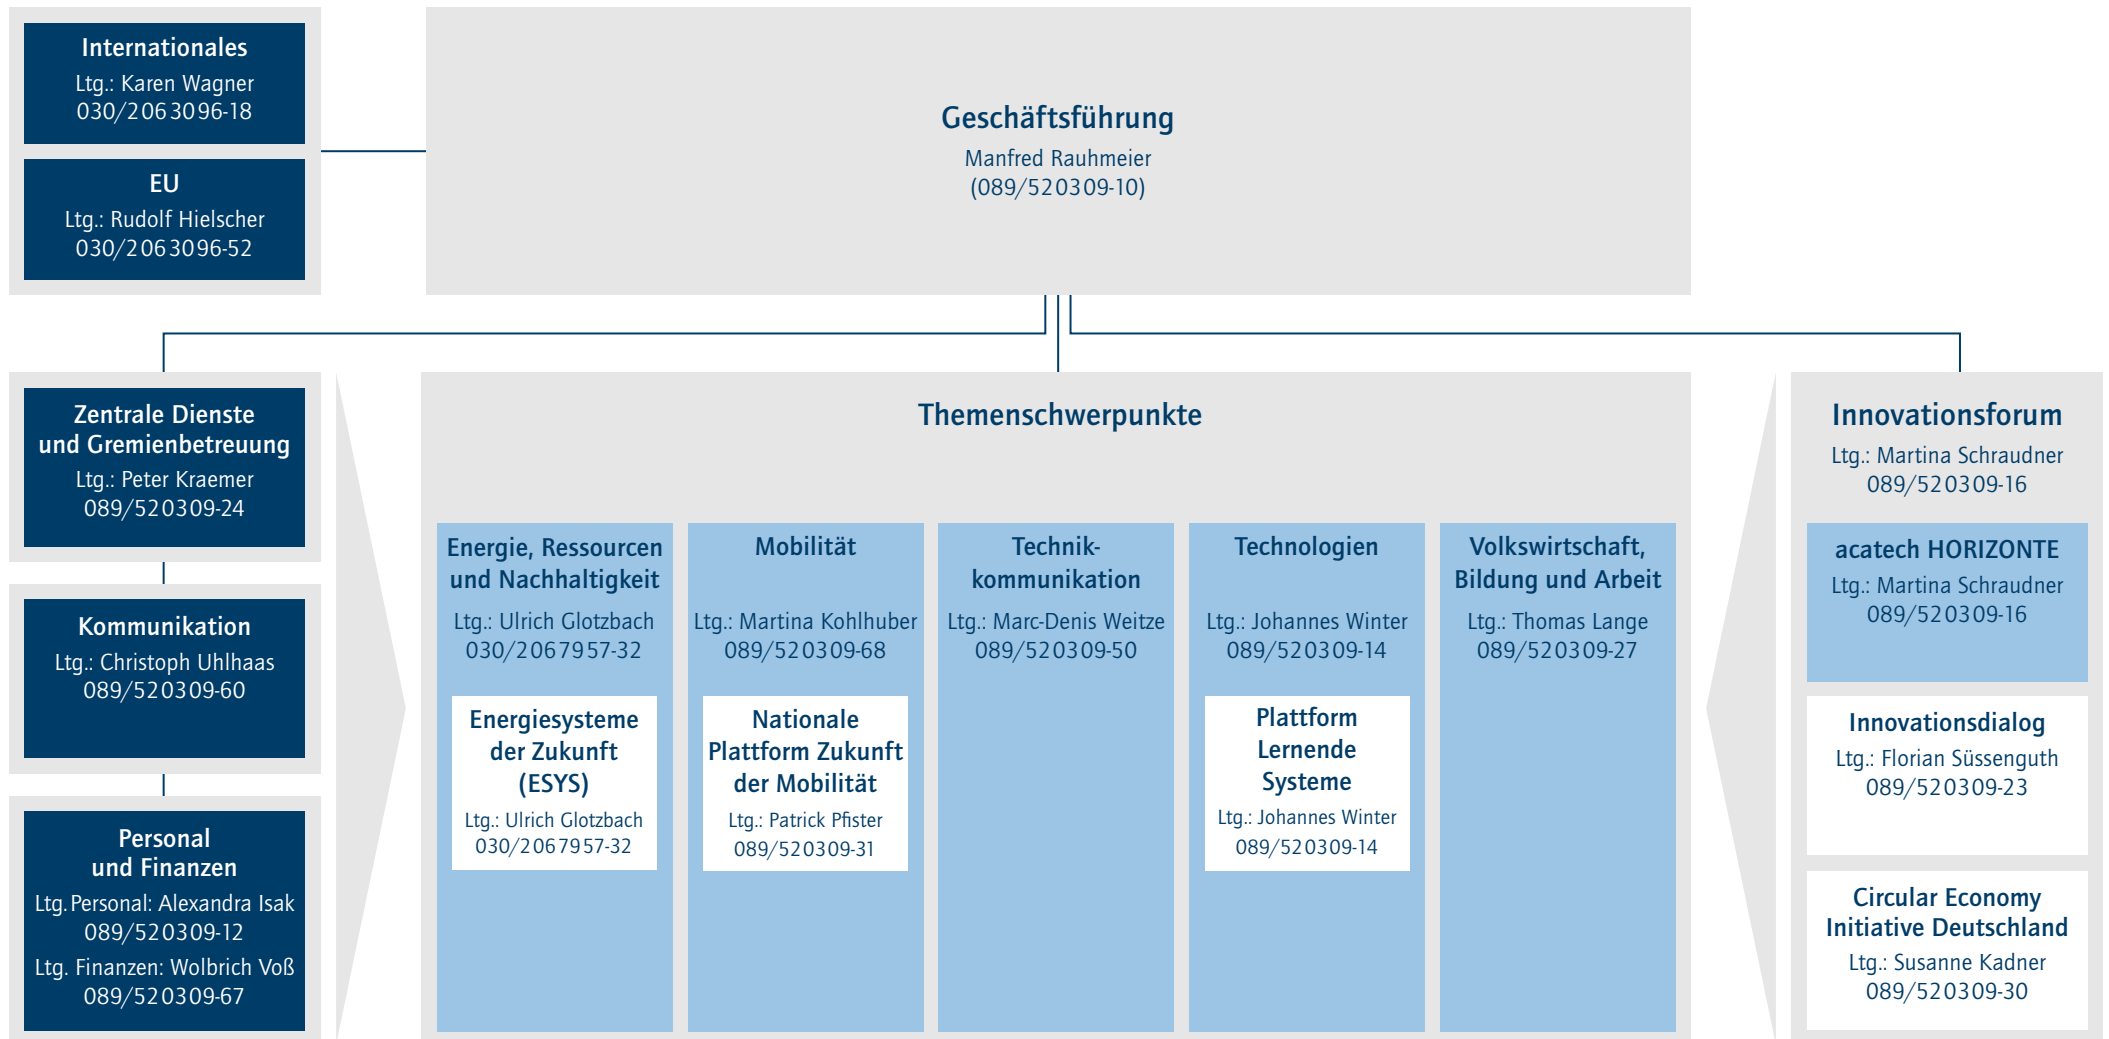 Internationales
Ltg.: Karen Wagner
030/2063096-18
EU
Ltg.: Rudolf Hielscher
030/2063096-52
Geschäftsführung
Manfred Rauhmeier
(089/520309-10)
Zentrale Dienste
und Gremienbetreuung
Ltg.: Peter Kraemer
089/520309-24
Kommunikation
Ltg.: Christoph Uhlhaas
089/520309-60
Personal
und Finanzen
Ltg. Personal: Alexandra Isak
089/520309-12
Ltg. Finanzen: Wolbrich Voß
089/520309-67
Themenschwerpunkte
Energie, Ressourcen
und Nachhaltigkeit
Ltg.: Ulrich Glotzbach
030/2067957-32
Energiesysteme
der Zukunft
(ESYS)
Ltg.: Ulrich Glotzbach
030/2067957-32
Mobilität
Ltg.: Martina Kohlhuber
089/520309-68
Nationale
Plattform Zukunft
der Mobilität
Ltg.: Patrick Pfister
089/520309-31
Technik-
kommunikation
Ltg.: Marc-Denis Weitze
089/520309-50
Technologien
Ltg.: Johannes Winter
089/520309-14
Plattform
Lernende
Systeme
Ltg.: Johannes Winter
089/520309-14
Volkswirtschaft,
Bildung und Arbeit
Ltg.: Thomas Lange
089/520309-27
Innovationsforum
Ltg.: Martina Schraudner
089/520309-16
acatech HORIZONTE
Ltg.: Martina Schraudner
089/520309-16
Innovationsdialog
Ltg.: Florian Süssenguth
089/520309-23
Circular Economy
Initiative Deutschland
Ltg.: Susanne Kadner
089/520309-30